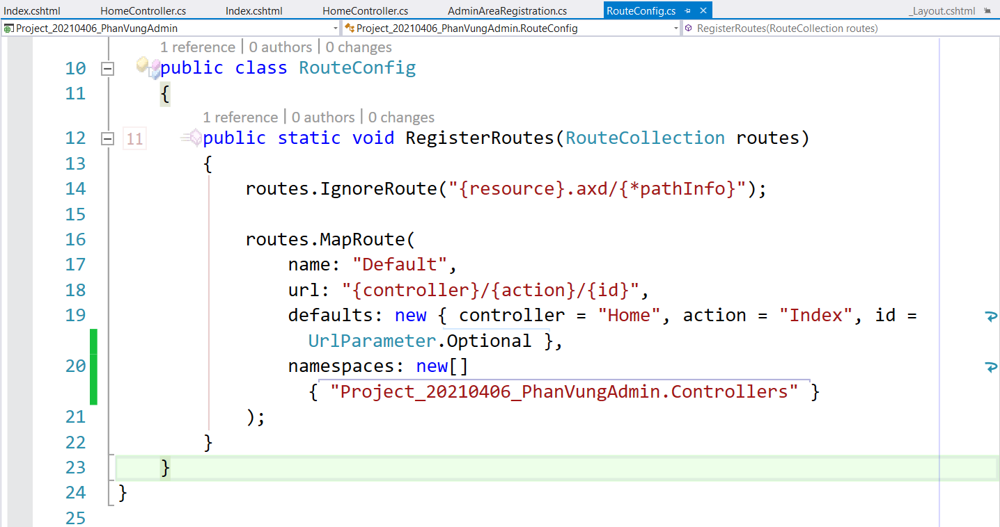 Index.cshtml HomeController.cs Index.cshtml HomeController.cs AdminAreaRegistration.cs RouteConfig.cs _Layout.cshtml
Project_20210406_PhanVungAdmin Project_20210406_PhanVungAdmin.RouteConfig RegisterRoutes(RouteCollection routes)
1 reference | 0 authors | 0 changes
10 public class RouteConfig
11 {
1 reference | 0 authors | 0 changes
12 11 public static void RegisterRoutes(RouteCollection routes)
13 {
14 routes.IgnoreRoute("{resource}.axd/{*pathInfo}");
15
16 routes.MapRoute(
17 name: "Default",
18 url: "{controller}/{action}/{id}",
19 defaults: new { controller = "Home", action = "Index", id =
UrlParameter.Optional },
20 namespaces: new[]
{ "Project_20210406_PhanVungAdmin.Controllers" }
21 );
22 }
23 }
24 }
25